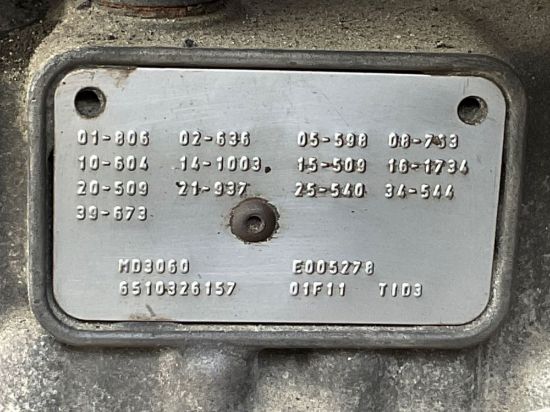 01-806 02-636 05-598 08-763
10-604 14-1003 15-509 16-1734
20-509 21-937 25-540 34-544
39-673
MD3060 E005278
6510326157 01F11 TID3